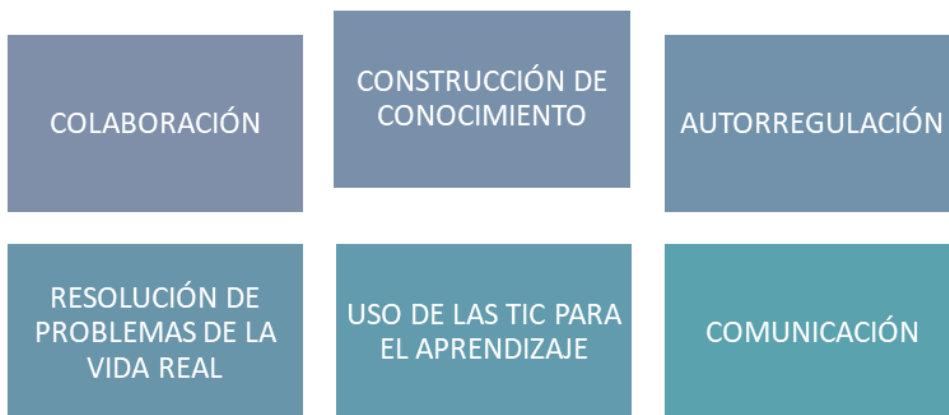 COLABORACIÓN
CONSTRUCCIÓN DE
CONOCIMIENTO
AUTORREGULACIÓN
RESOLUCIÓN DE
PROBLEMAS DE LA
VIDA REAL
USO DE LAS TIC PARA
EL APRENDIZAJE
COMUNICACIÓN